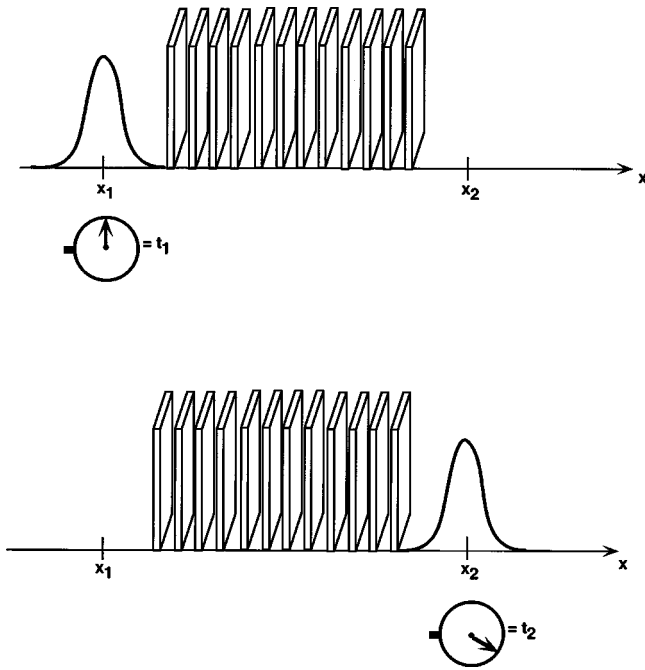 x₁ x₂ x
= t₁
x₁ x₂ x
= t₂